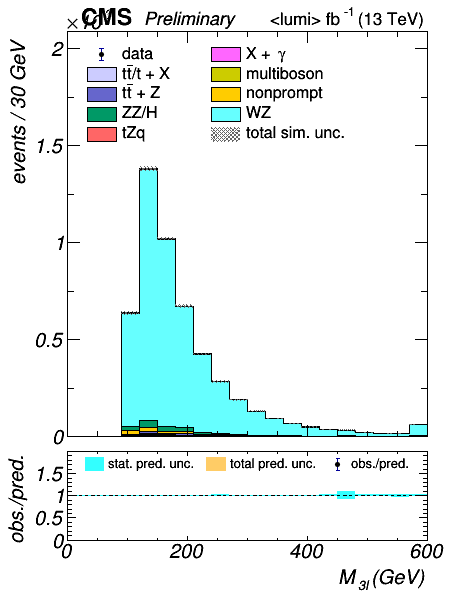 ×10
CMS Preliminary <lumi> fb⁻¹ (13 TeV)
events / 30 GeV
2
1.5
1
0.5
0
data
tt̄/t + X
tt̄ + Z
ZZ/H
tZq
X + γ
multiboson
nonprompt
WZ
total sim. unc.
obs./pred.
1.5
1
0.5
0
stat. pred. unc. total pred. unc. obs./pred.
0 200 400 600
M3l (GeV)